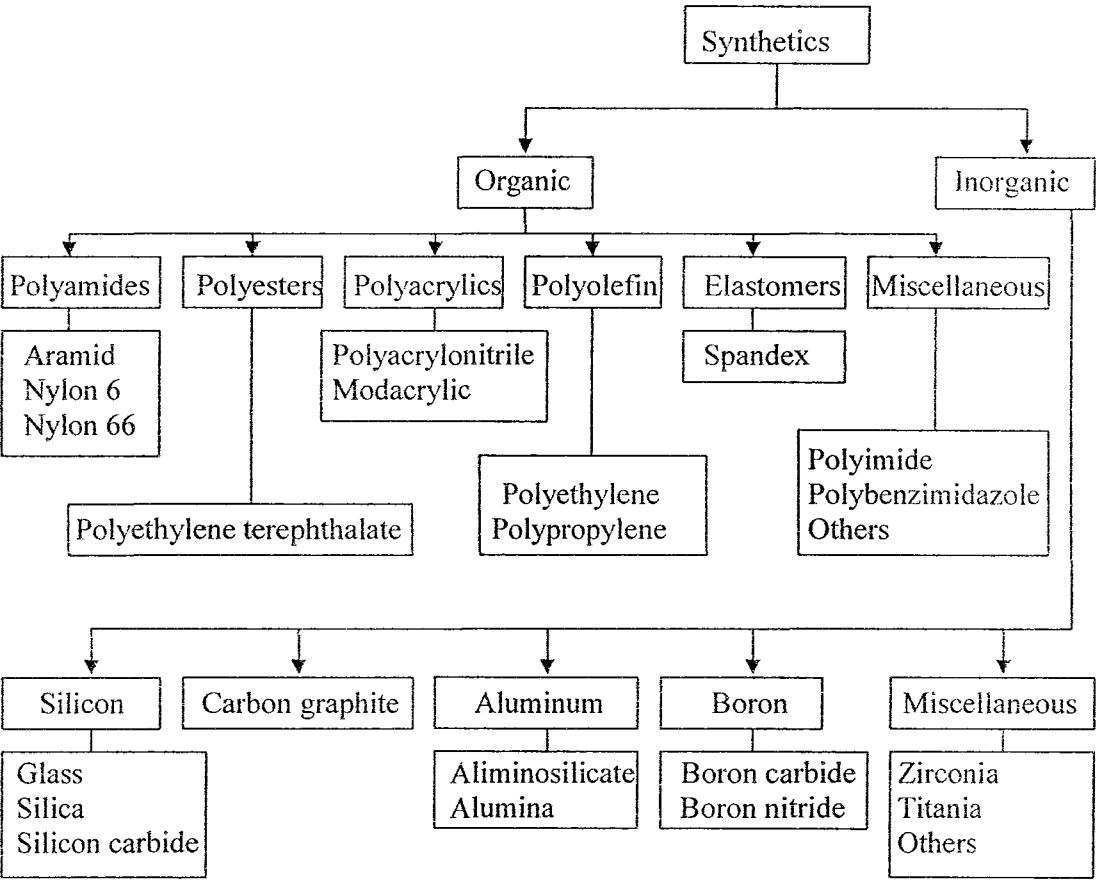 Synthetics
Organic
Inorganic
Polyamides
Polyesters
Polyacrylics
Polyolefin
Elastomers
Miscellaneous
Aramid
Nylon 6
Nylon 66
Polyethylene terephthalate
Polyacrylonitrile
Modacrylic
Polyethylene
Polypropylene
Spandex
Polyimide
Polybenzimidazole
Others
Silicon
Carbon graphite
Aluminum
Boron
Miscellaneous
Glass
Silica
Silicon carbide
Aliminosilicate
Alumina
Boron carbide
Boron nitride
Zirconia
Titania
Others